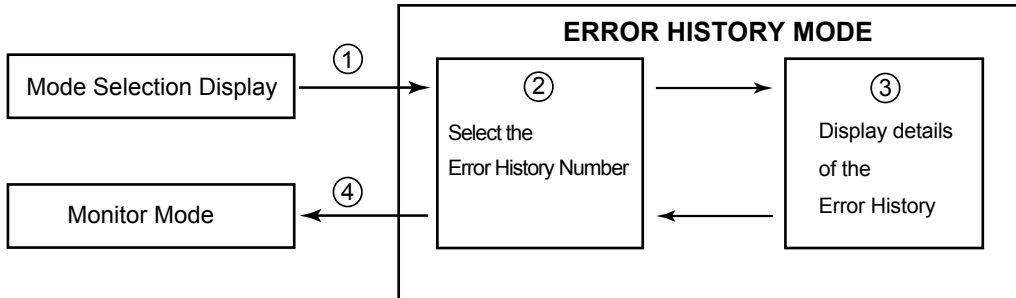 ERROR HISTORY MODE
Mode Selection Display
①
②
Select the
Error History Number
③
Display details
of the
Error History
Monitor Mode
④